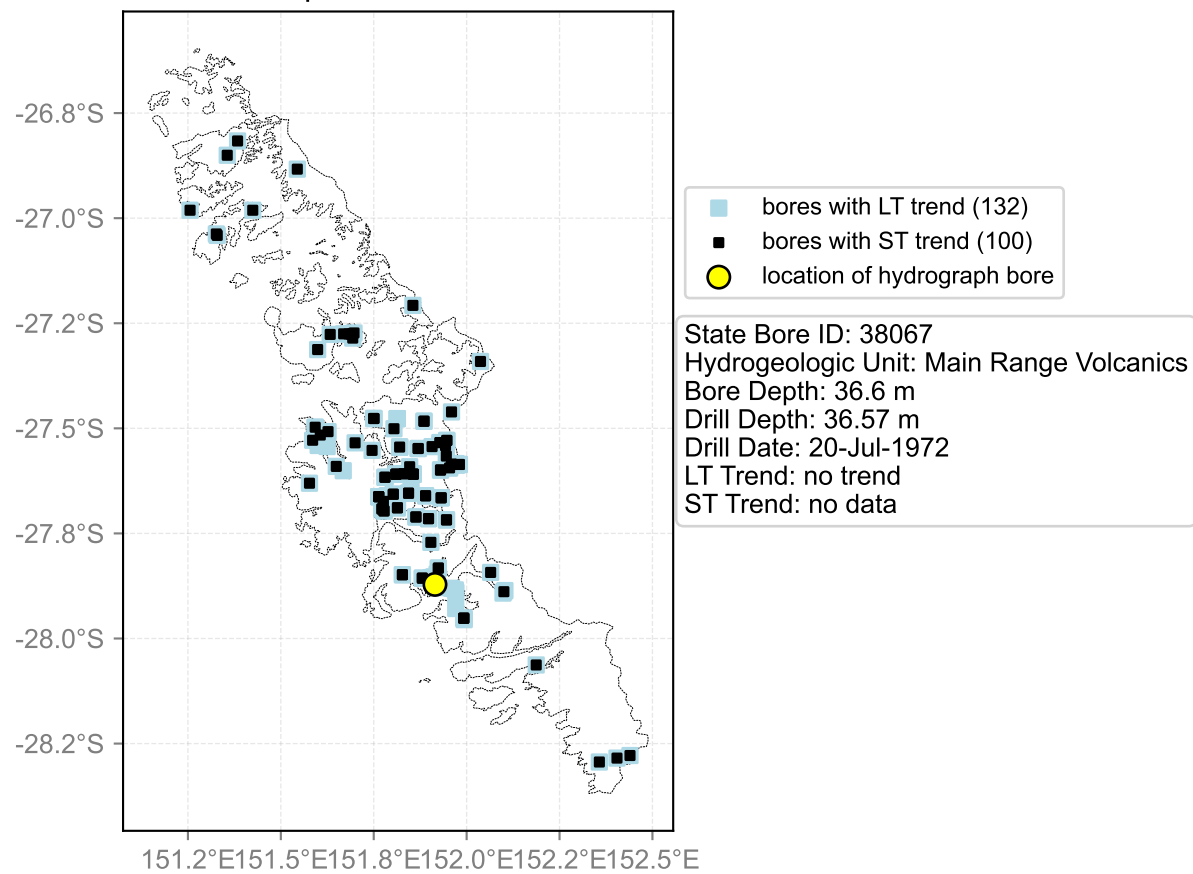 -26.8°S
-27.0°S
-27.2°S
-27.5°S
-27.8°S
-28.0°S
-28.2°S
151.2°E151.5°E151.8°E152.0°E152.2°E152.5°E
bores with LT trend (132)
bores with ST trend (100)
location of hydrograph bore
State Bore ID: 38067
Hydrogeologic Unit: Main Range Volcanics
Bore Depth: 36.6 m
Drill Depth: 36.57 m
Drill Date: 20-Jul-1972
LT Trend: no trend
ST Trend: no data